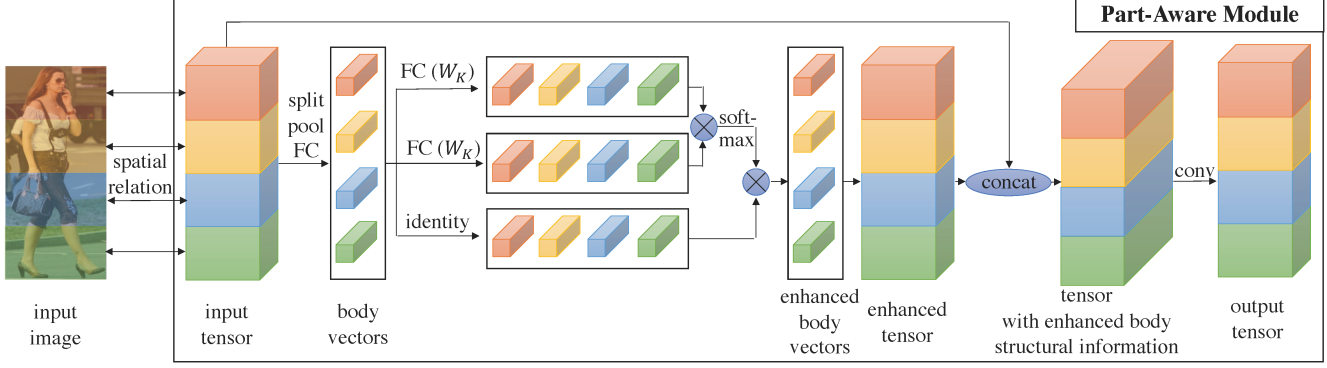 Part-Aware Module
spatial
relation
split
pool
FC
FC (W_K)
FC (W_K)
identity
soft-
max
concat
conv
input
image
input
tensor
body
vectors
enhanced
body
vectors
enhanced
tensor
tensor
with enhanced body
structural information
output
tensor